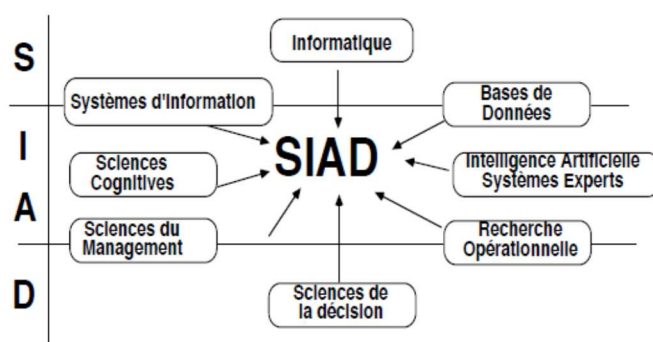 S
Informatique
Systèmes d'Information
Bases de
Données
I
SIAD
Sciences
Cognitives
Intelligence Artificielle
Systèmes Experts
A
Sciences du
Management
Recherche
Opérationnelle
D
Sciences de
la décision